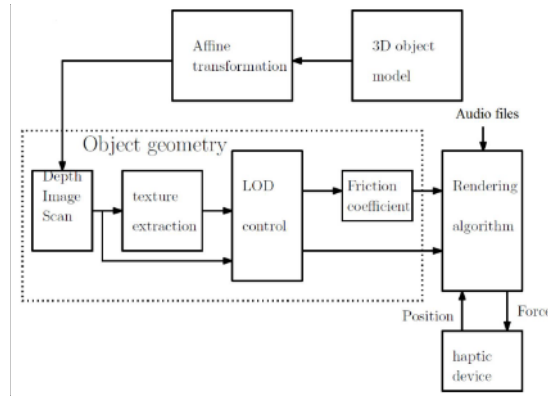 Affine
transformation
3D object
model
Audio files
Object geometry
Depth
Image
Scan
texture
extraction
LOD
control
Friction
coefficient
Rendering
algorithm
Position
Force
haptic
device